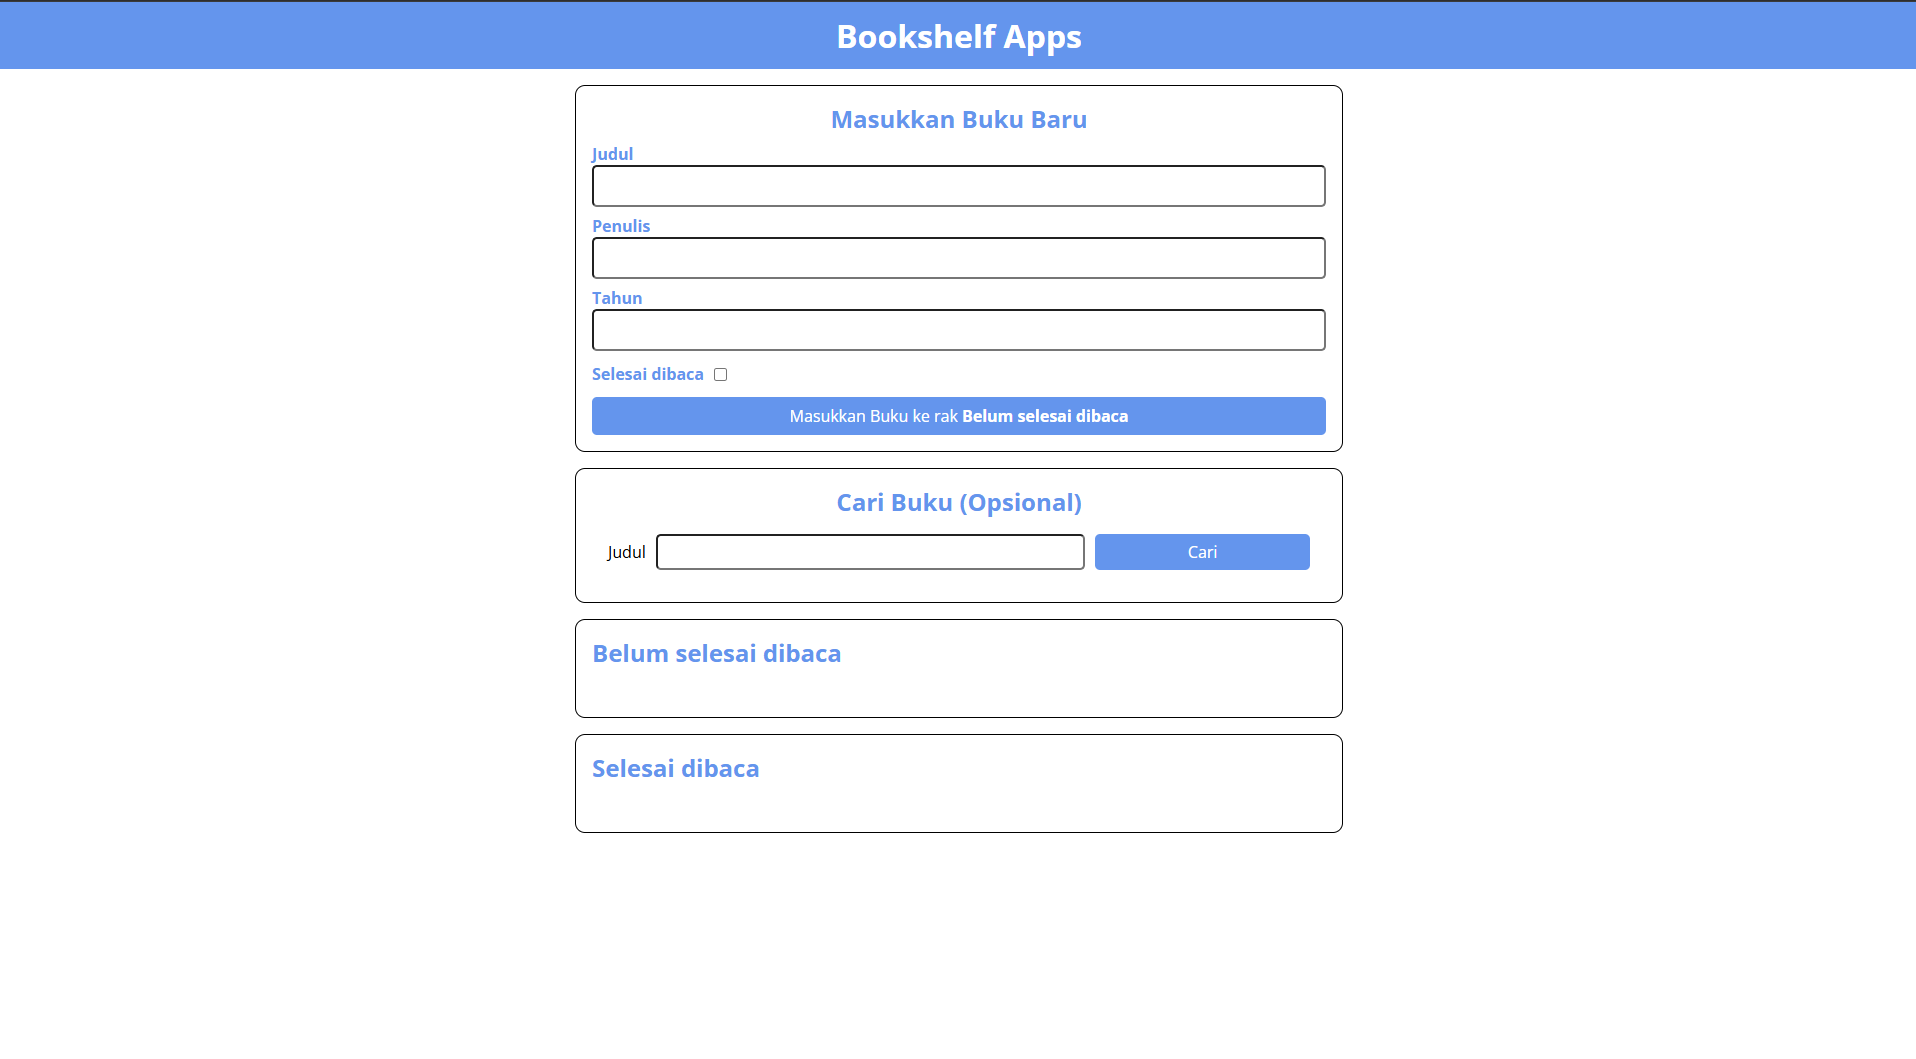 Bookshelf Apps
Masukkan Buku Baru
Judul
Penulis
Tahun
Selesai dibaca
Masukkan Buku ke rak Belum selesai dibaca
Cari Buku (Opsional)
Judul Cari
Belum selesai dibaca
Selesai dibaca